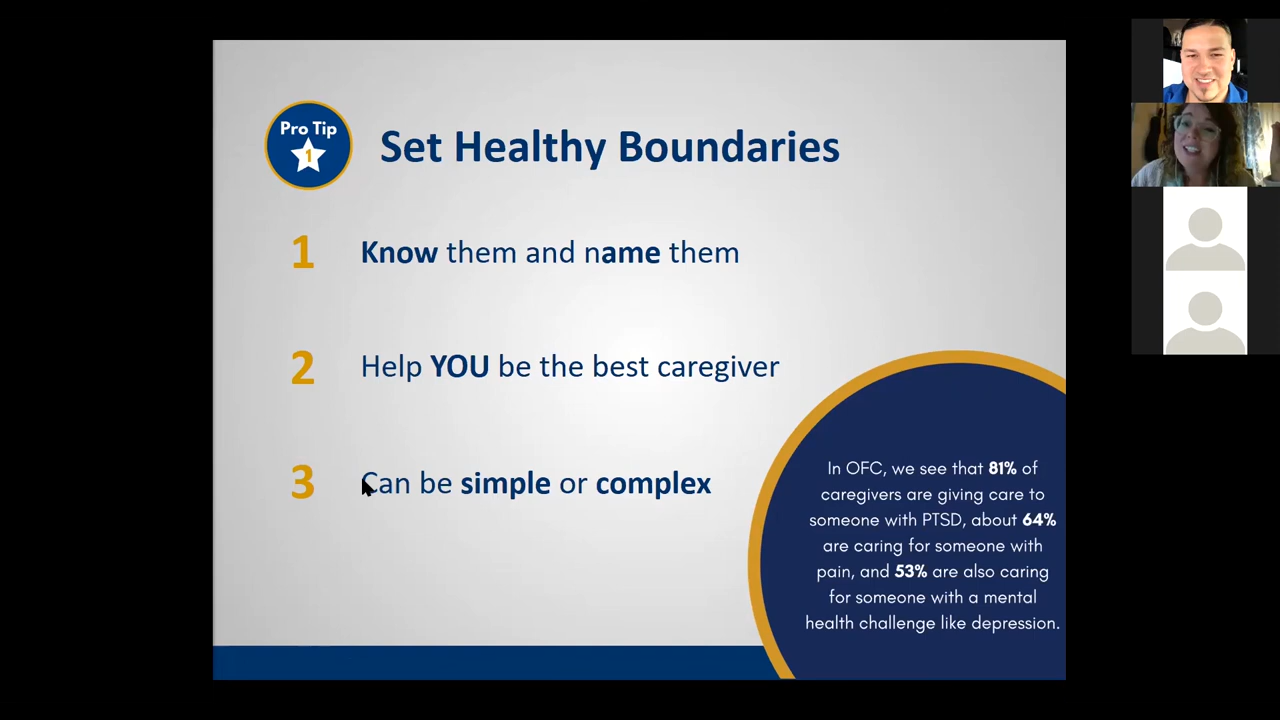 Pro Tip
1
Set Healthy Boundaries
1
Know them and name them
2
Help YOU be the best caregiver
3
Can be simple or complex
In OFC, we see that 81% of
caregivers are giving care to
someone with PTSD, about 64%
are caring for someone with
pain, and 53% are also caring
for someone with a mental
health challenge like depression.